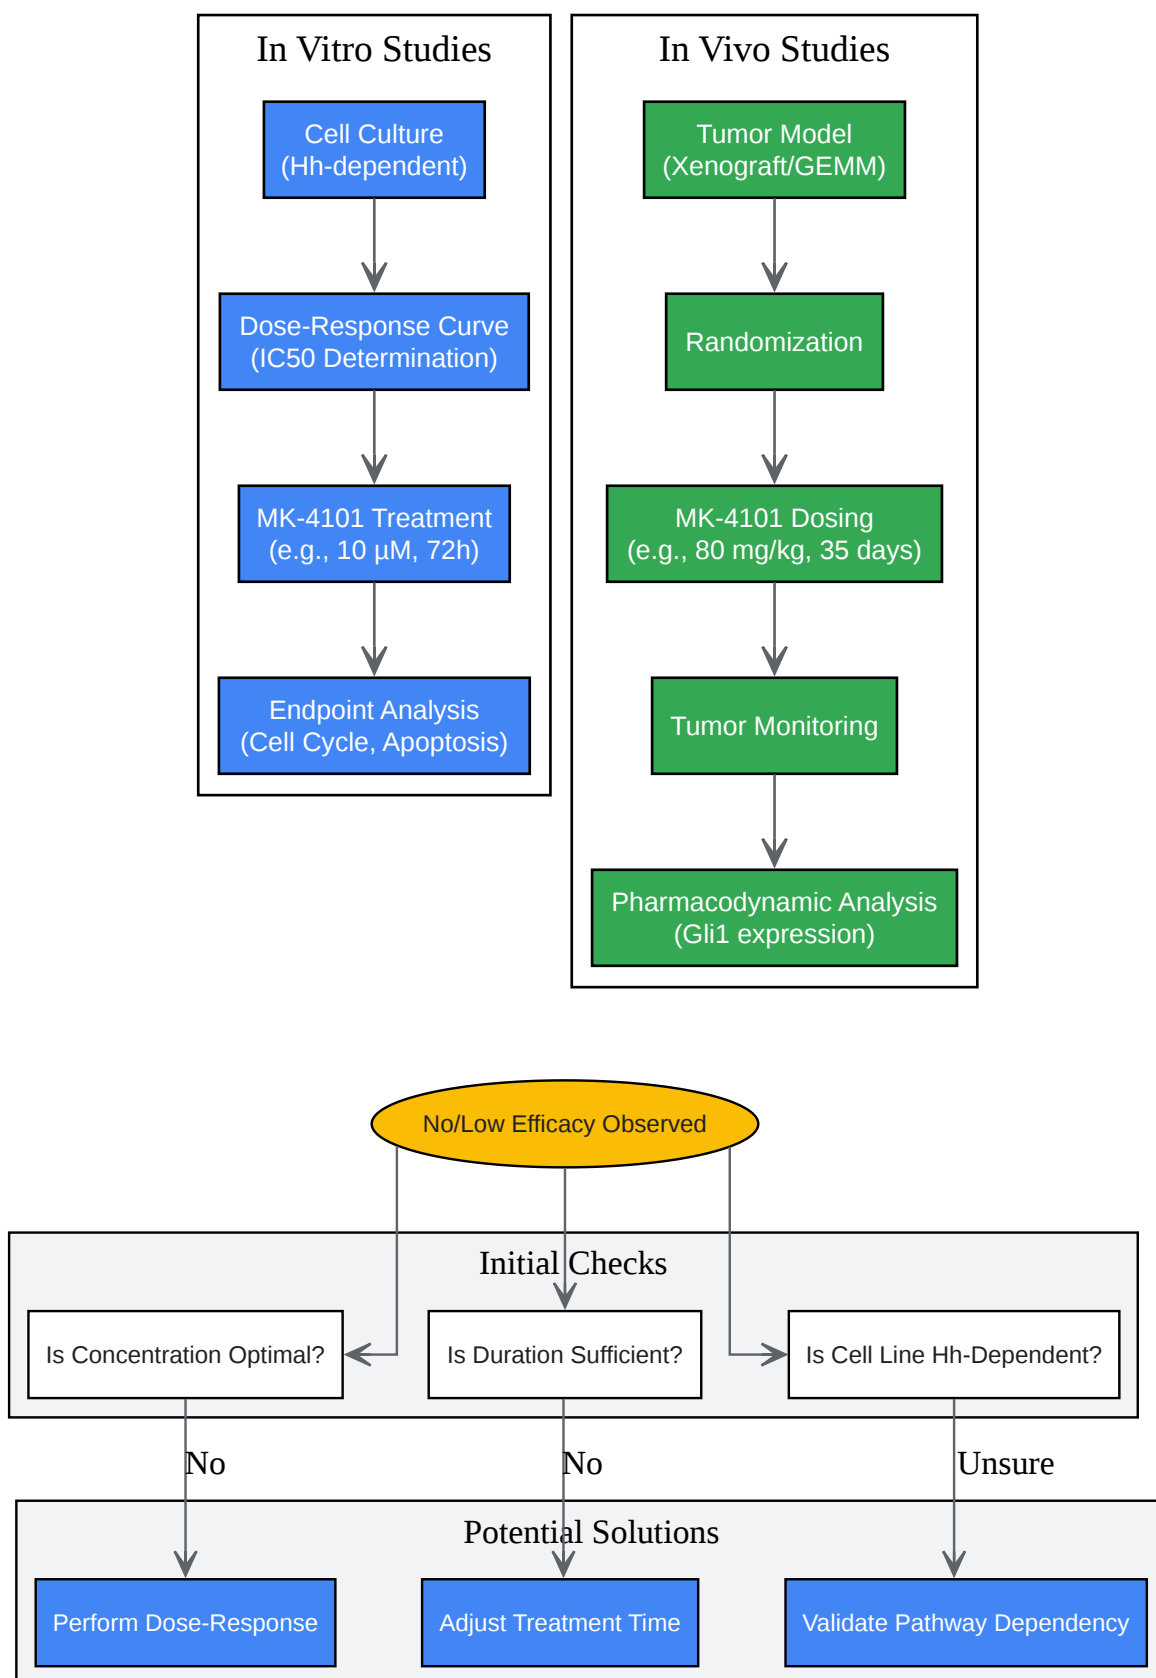 In Vitro Studies
Cell Culture
(Hh-dependent)
Dose-Response Curve
(IC50 Determination)
MK-4101 Treatment
(e.g., 10 µM, 72h)
Endpoint Analysis
(Cell Cycle, Apoptosis)
In Vivo Studies
Tumor Model
(Xenograft/GEMM)
Randomization
MK-4101 Dosing
(e.g., 80 mg/kg, 35 days)
Tumor Monitoring
Pharmacodynamic Analysis
(Gli1 expression)
No/Low Efficacy Observed
Initial Checks
Is Concentration Optimal?
Is Duration Sufficient?
Is Cell Line Hh-Dependent?
No
No
Unsure
Potential Solutions
Perform Dose-Response
Adjust Treatment Time
Validate Pathway Dependency